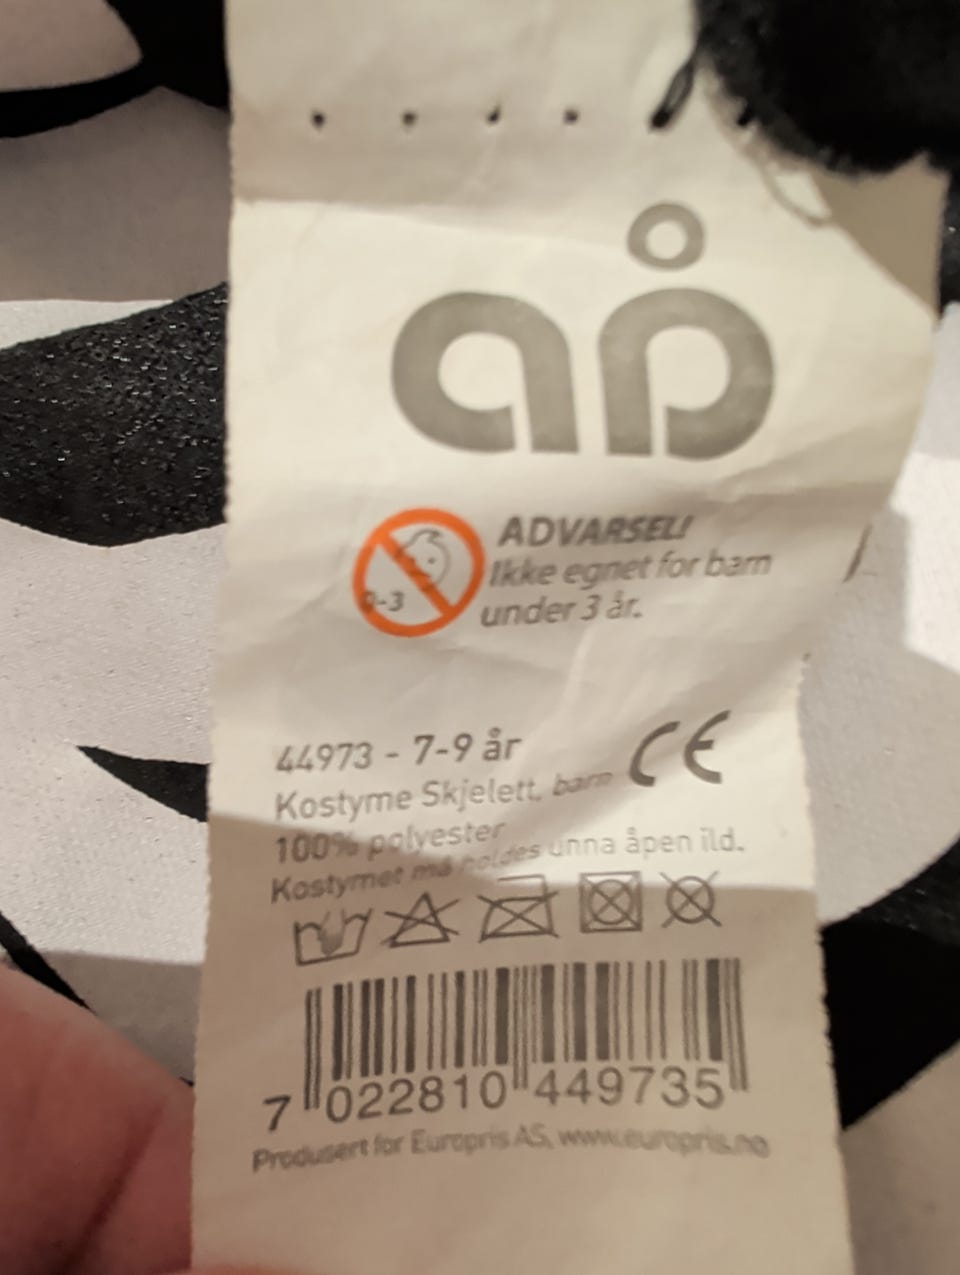 aå
ADVARSEL!
Ikke egnet for barn
under 3 år.
0-3
44973 - 7-9 år
CE
Kostyme Skjelett, barn
100% polyester
Kostymet må holdes unna åpen ild.
7 022810 449735
Produsert for Europris AS, www.europris.no